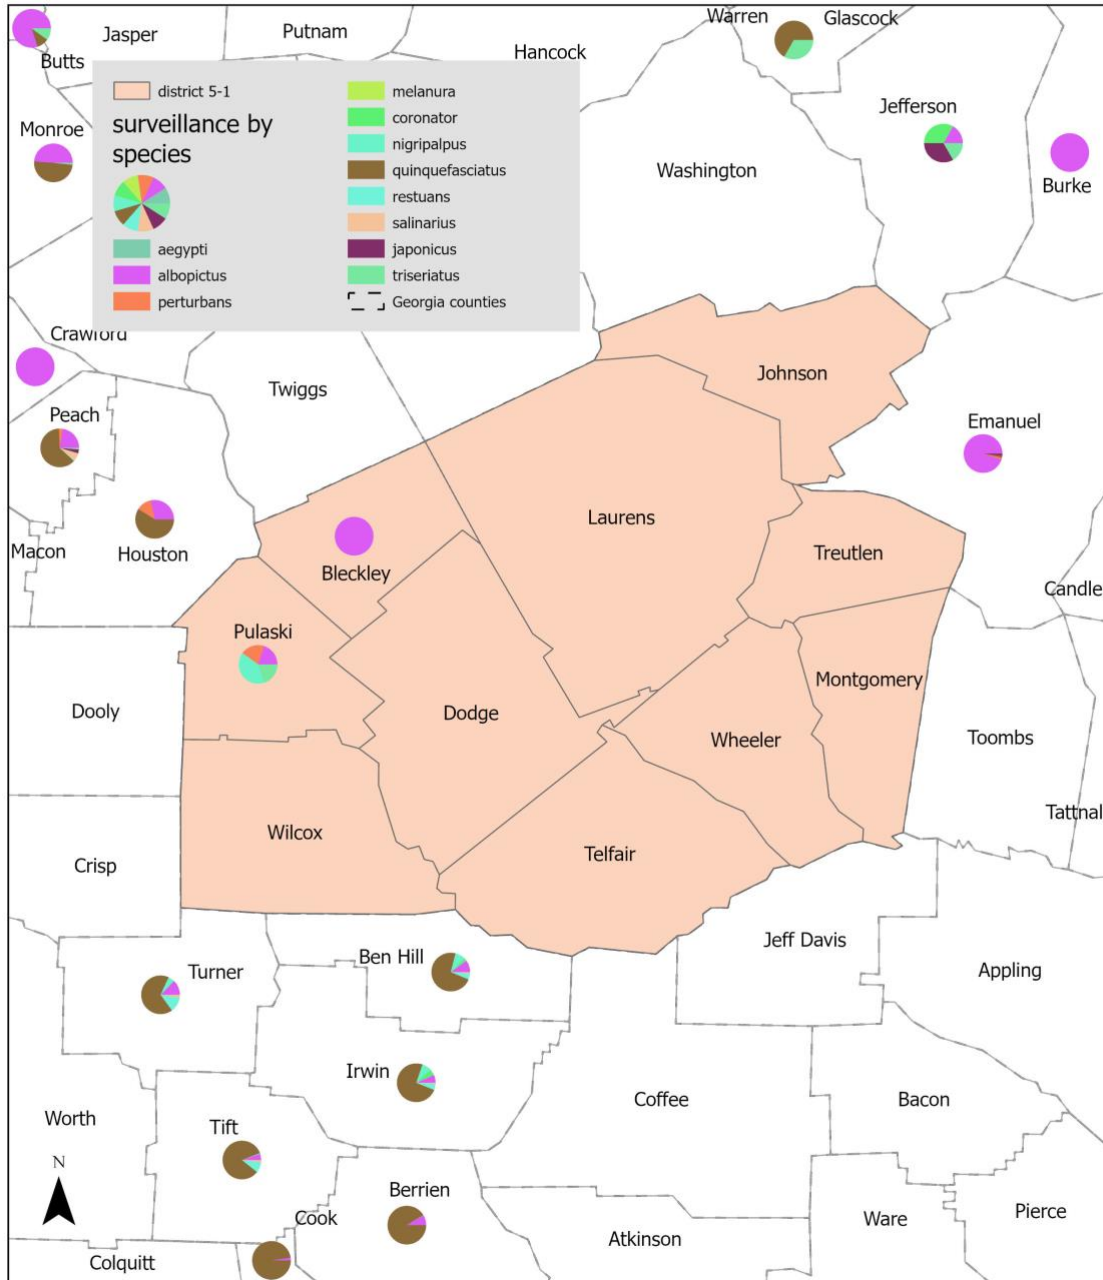 Jasper
Putnam
Warren
Glascock
Butts
Hancock
district 5-1
surveillance by
species
aegypti
albopictus
perturbans
melanura
coronator
nigripalpus
quinquefasciatus
restuans
salinarius
japonicus
triseriatus
Georgia counties
Monroe
Jefferson
Washington
Burke
Crawford
Twiggs
Johnson
Peach
Emanuel
Laurens
Macon
Houston
Treutlen
Bleckley
Candle
Pulaski
Montgomery
Dooly
Dodge
Wheeler
Toombs
Tattnal
Wilcox
Crisp
Telfair
Jeff Davis
Ben Hill
Turner
Appling
Irwin
Coffee
Bacon
Worth
Tift
N
Berrien
Cook
Ware
Pierce
Atkinson
Colquitt